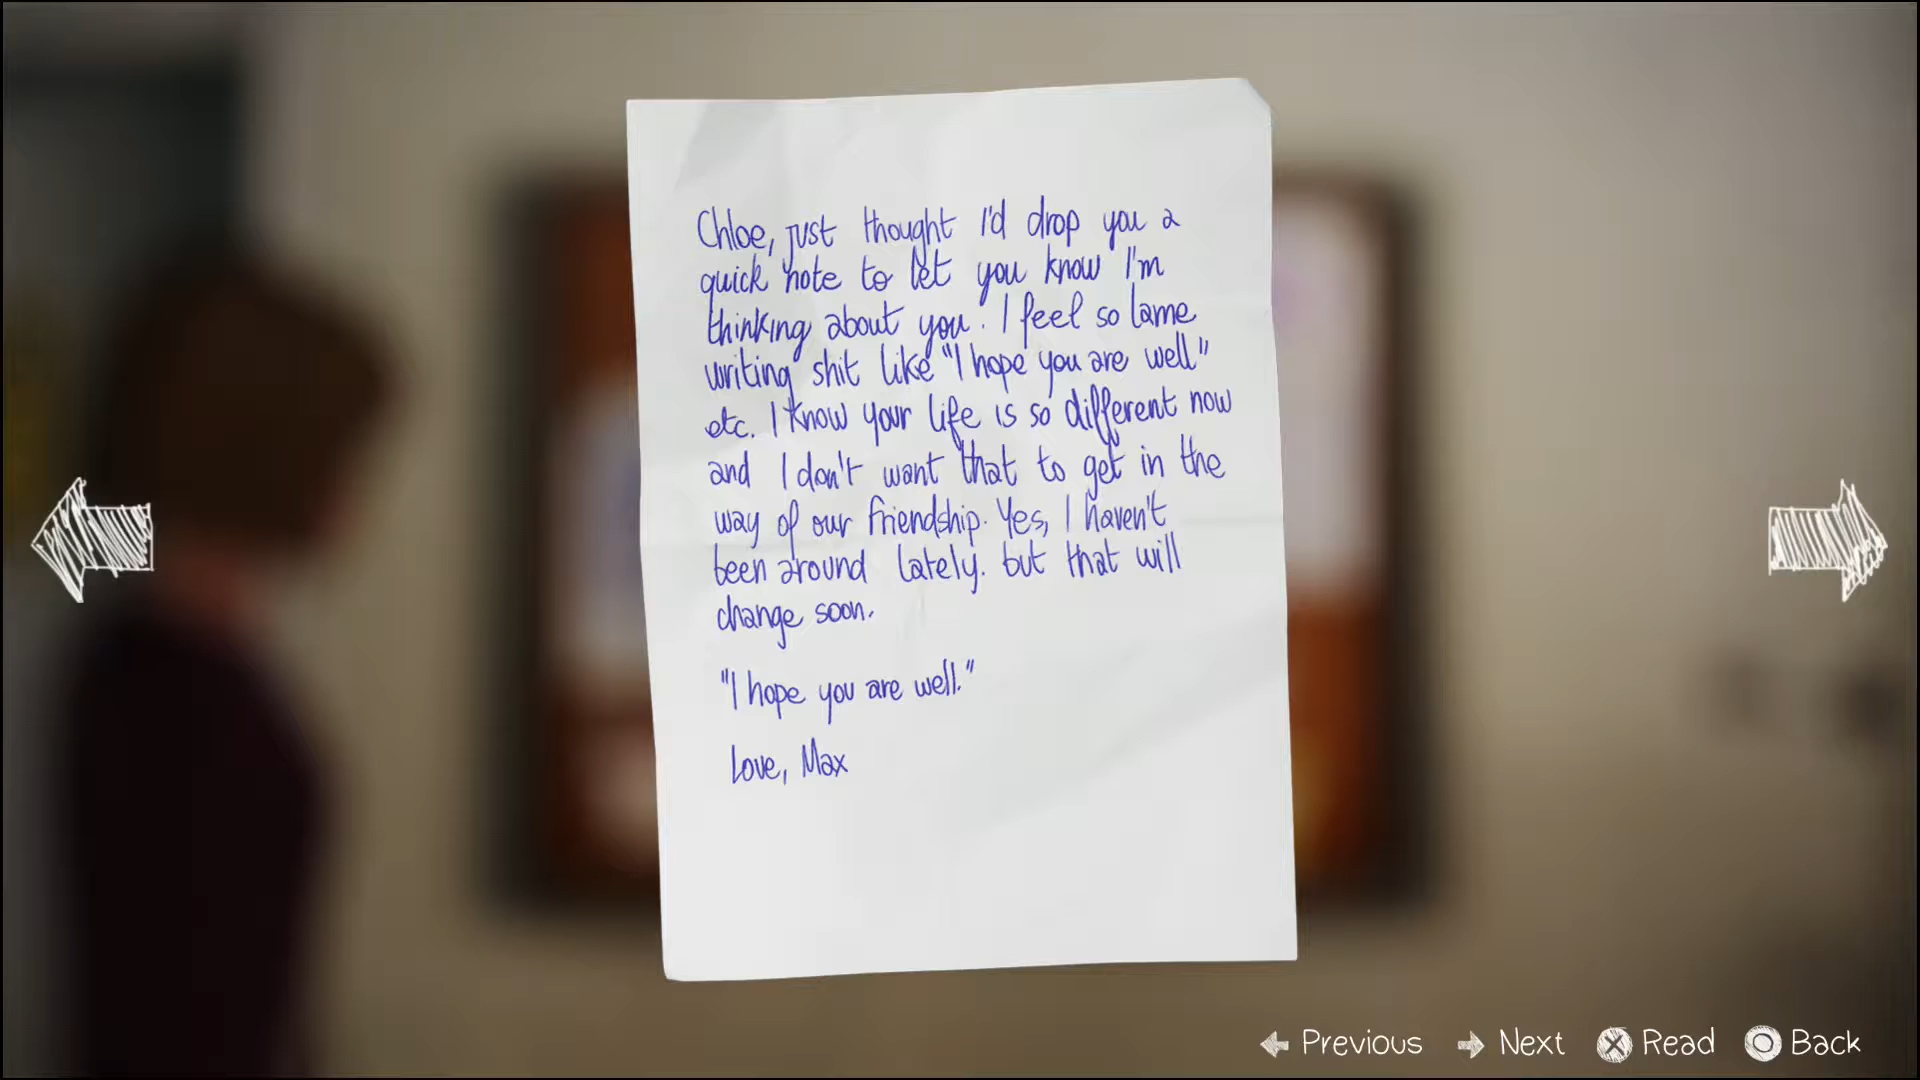 Chloe, just thought I'd drop you a
quick note to let you know I'm
thinking about you. I feel so lame
writing shit like "I hope you are well"
etc. I know your life is so different now
and I don't want that to get in the
way of our friendship. Yes, I haven't
been around lately. but that will
change soon.
"I hope you are well."
Love, Max
Previous Next Read Back